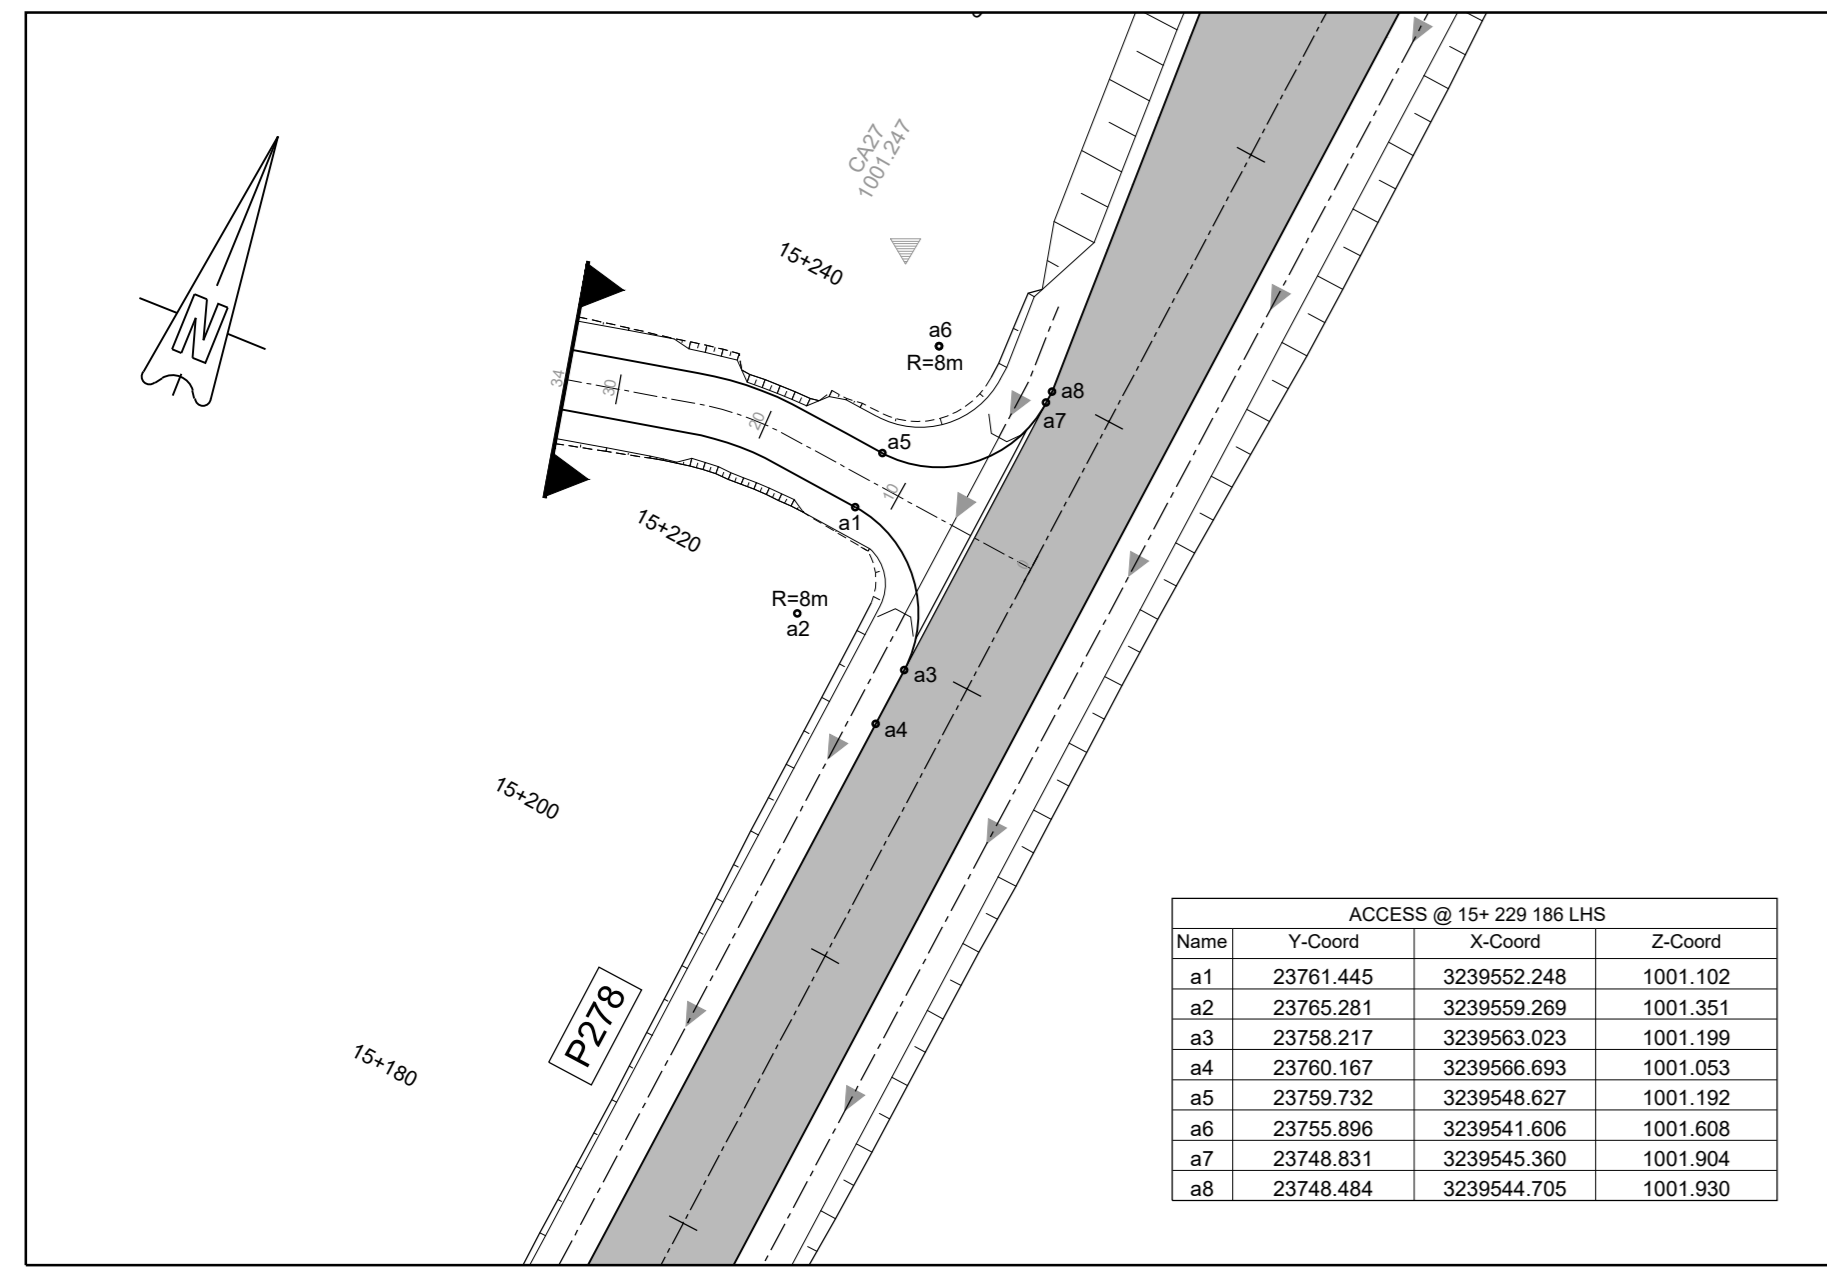 CA27
1001.247
15+240
N
a6
R=8m
34
30
20
10
0
a8
a7
a5
a1
15+220
R=8m
a2
a3
a4
15+200
P278
15+180
ACCESS @ 15+ 229 186 LHS
Name Y-Coord X-Coord Z-Coord
a1 23761.445 3239552.248 1001.102
a2 23765.281 3239559.269 1001.351
a3 23758.217 3239563.023 1001.199
a4 23760.167 3239566.693 1001.053
a5 23759.732 3239548.627 1001.192
a6 23755.896 3239541.606 1001.608
a7 23748.831 3239545.360 1001.904
a8 23748.484 3239544.705 1001.930